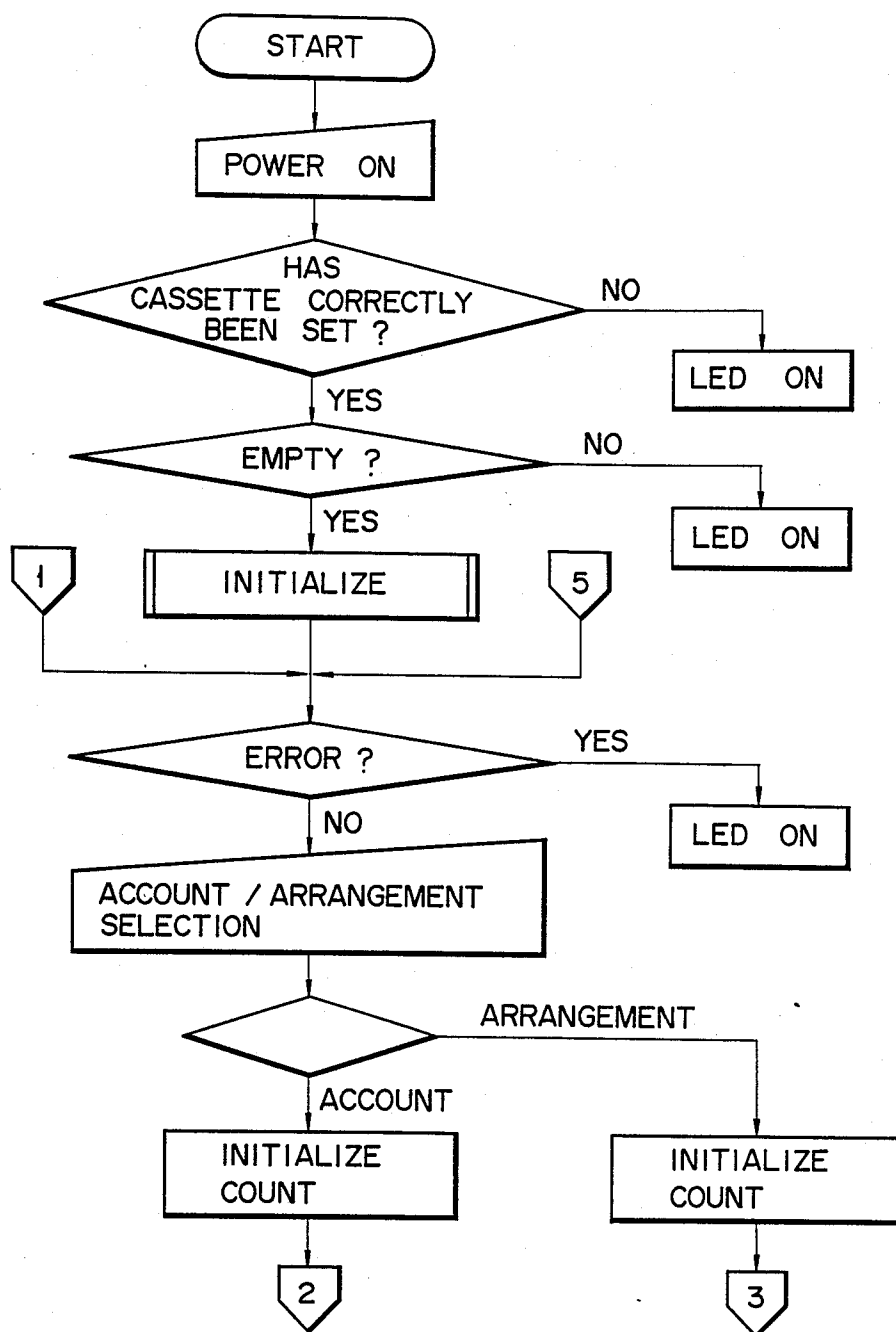 START
POWER ON
HAS
CASSETTE CORRECTLY
BEEN SET ?
NO
LED ON
YES
EMPTY ?
NO
LED ON
YES
1
INITIALIZE
5
ERROR ?
YES
LED ON
NO
ACCOUNT / ARRANGEMENT
SELECTION
ARRANGEMENT
ACCOUNT
INITIALIZE
COUNT
INITIALIZE
COUNT
2
3